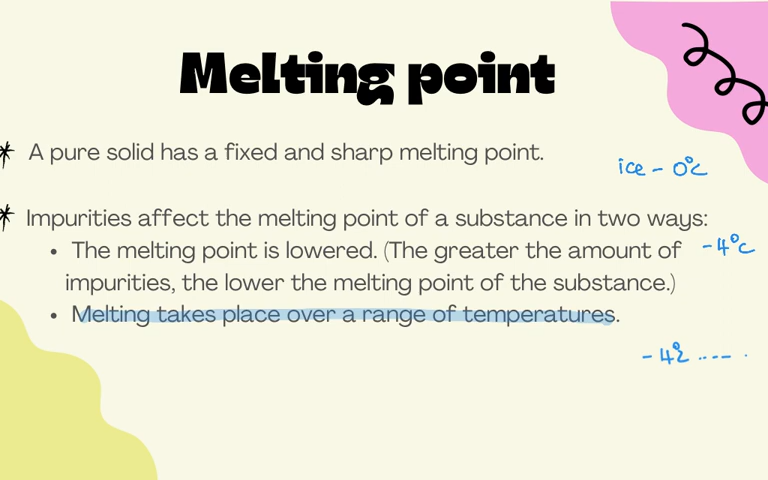 Melting point
A pure solid has a fixed and sharp melting point.
ice - 0°C
Impurities affect the melting point of a substance in two ways:
• The melting point is lowered. (The greater the amount of
-4°C
impurities, the lower the melting point of the substance.)
• Melting takes place over a range of temperatures.
-4°C .... .